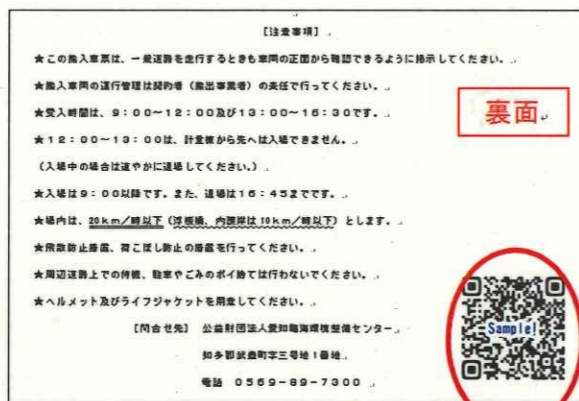 【注意事項】
★この搬入車票は、一般道路を走行するときも車両の正面から確認できるように掲示してください。
★搬入車両の運行管理は契約者(搬出事業者)の責任で行ってください。
★受入時間は、9:00~12:00及び13:00~16:30です。
裏面
★12:00~13:00は、計量棟から先へは入場できません。
(入場中の場合は速やかに退場してください。)
★入場は9:00以降です。また、退場は16:45までです。
★場内は、20km/時以下(浮桟橋、内護岸は10km/時以下)とします。
★飛散防止措置、荷こぼし防止の措置を行ってください。
★周辺道路上での待機、駐車やごみのポイ捨ては行わないでください。
★ヘルメット及びライフジャケットを用意してください。
Sample!
[問合せ先] 公益財団法人愛知臨海環境整備センター
知多郡武豊町字三号地1番地
電話 0569-89-7300